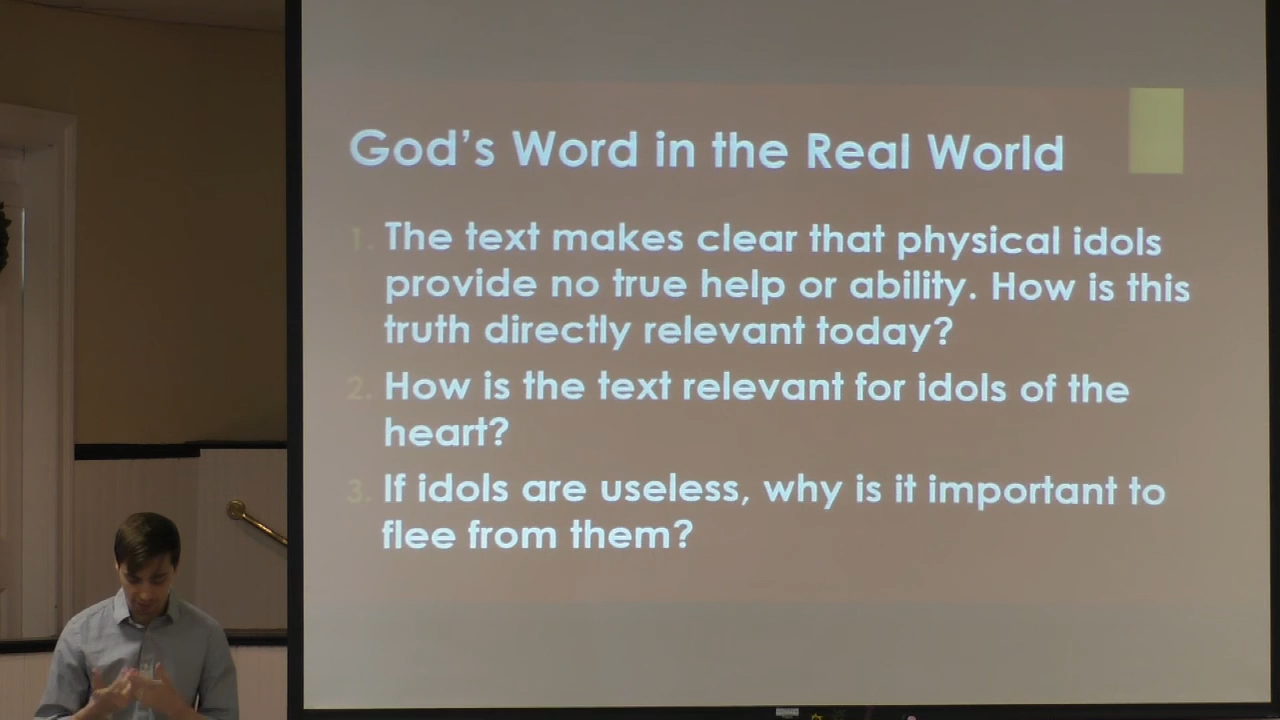 God's Word in the Real World
1. The text makes clear that physical idols
provide no true help or ability. How is this
truth directly relevant today?
2. How is the text relevant for idols of the
heart?
3. If idols are useless, why is it important to
flee from them?